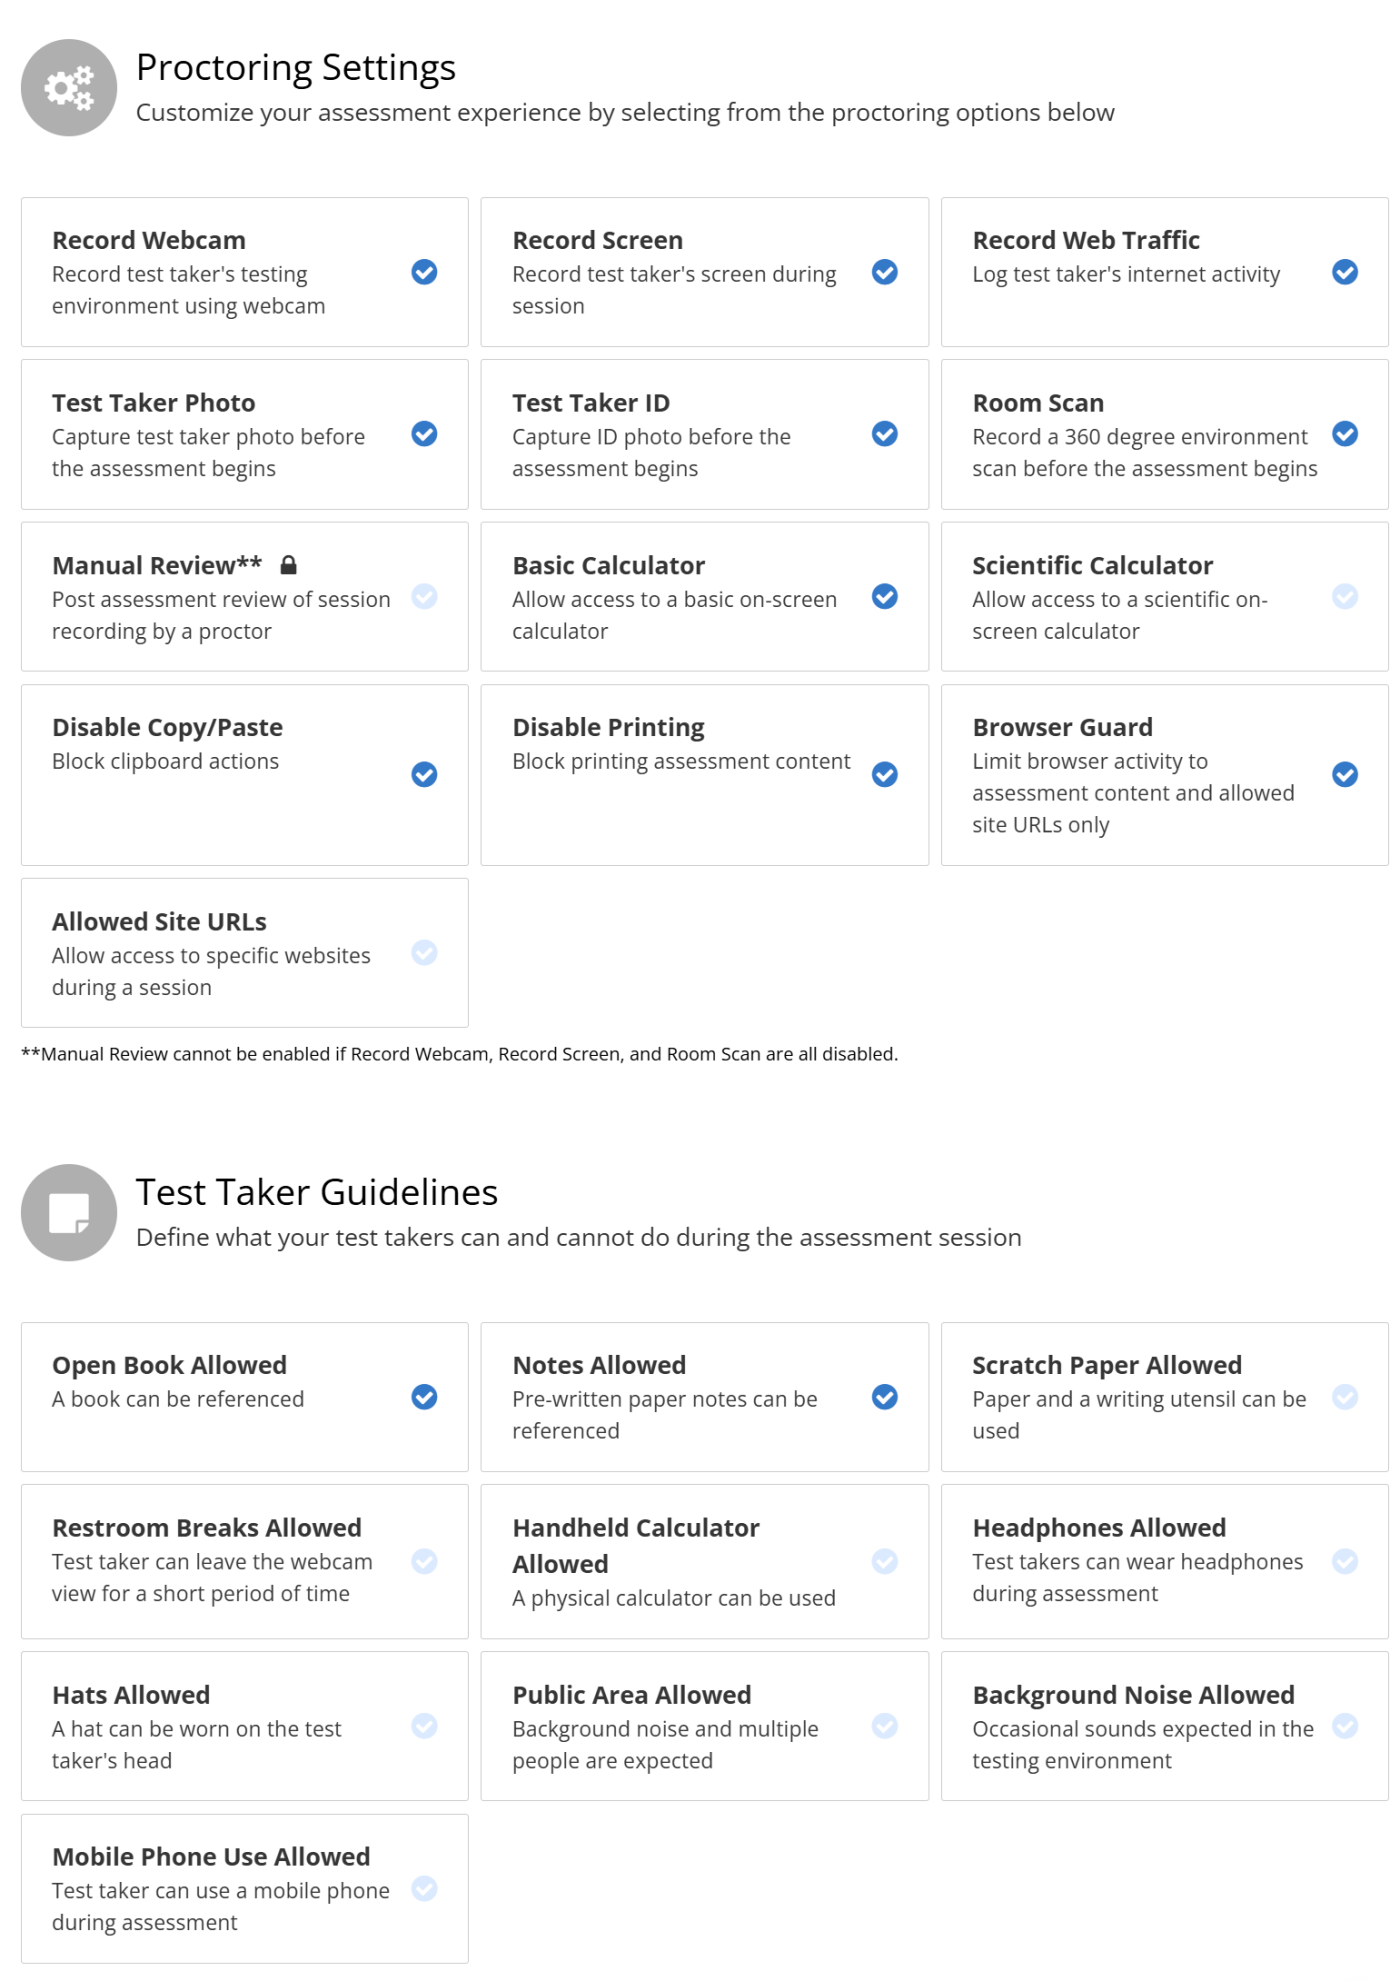 Proctoring Settings
Customize your assessment experience by selecting from the proctoring options below
Record Webcam
Record test taker's testing
environment using webcam
Record Screen
Record test taker's screen during
session
Record Web Traffic
Log test taker's internet activity
Test Taker Photo
Capture test taker photo before
the assessment begins
Test Taker ID
Capture ID photo before the
assessment begins
Room Scan
Record a 360 degree environment
scan before the assessment begins
Manual Review**
Post assessment review of session
recording by a proctor
Basic Calculator
Allow access to a basic on-screen
calculator
Scientific Calculator
Allow access to a scientific on-
screen calculator
Disable Copy/Paste
Block clipboard actions
Disable Printing
Block printing assessment content
Browser Guard
Limit browser activity to
assessment content and allowed
site URLs only
Allowed Site URLs
Allow access to specific websites
during a session
**Manual Review cannot be enabled if Record Webcam, Record Screen, and Room Scan are all disabled.
Test Taker Guidelines
Define what your test takers can and cannot do during the assessment session
Open Book Allowed
A book can be referenced
Notes Allowed
Pre-written paper notes can be
referenced
Scratch Paper Allowed
Paper and a writing utensil can be
used
Restroom Breaks Allowed
Test taker can leave the webcam
view for a short period of time
Handheld Calculator
Allowed
A physical calculator can be used
Headphones Allowed
Test takers can wear headphones
during assessment
Hats Allowed
A hat can be worn on the test
taker's head
Public Area Allowed
Background noise and multiple
people are expected
Background Noise Allowed
Occasional sounds expected in the
testing environment
Mobile Phone Use Allowed
Test taker can use a mobile phone
during assessment